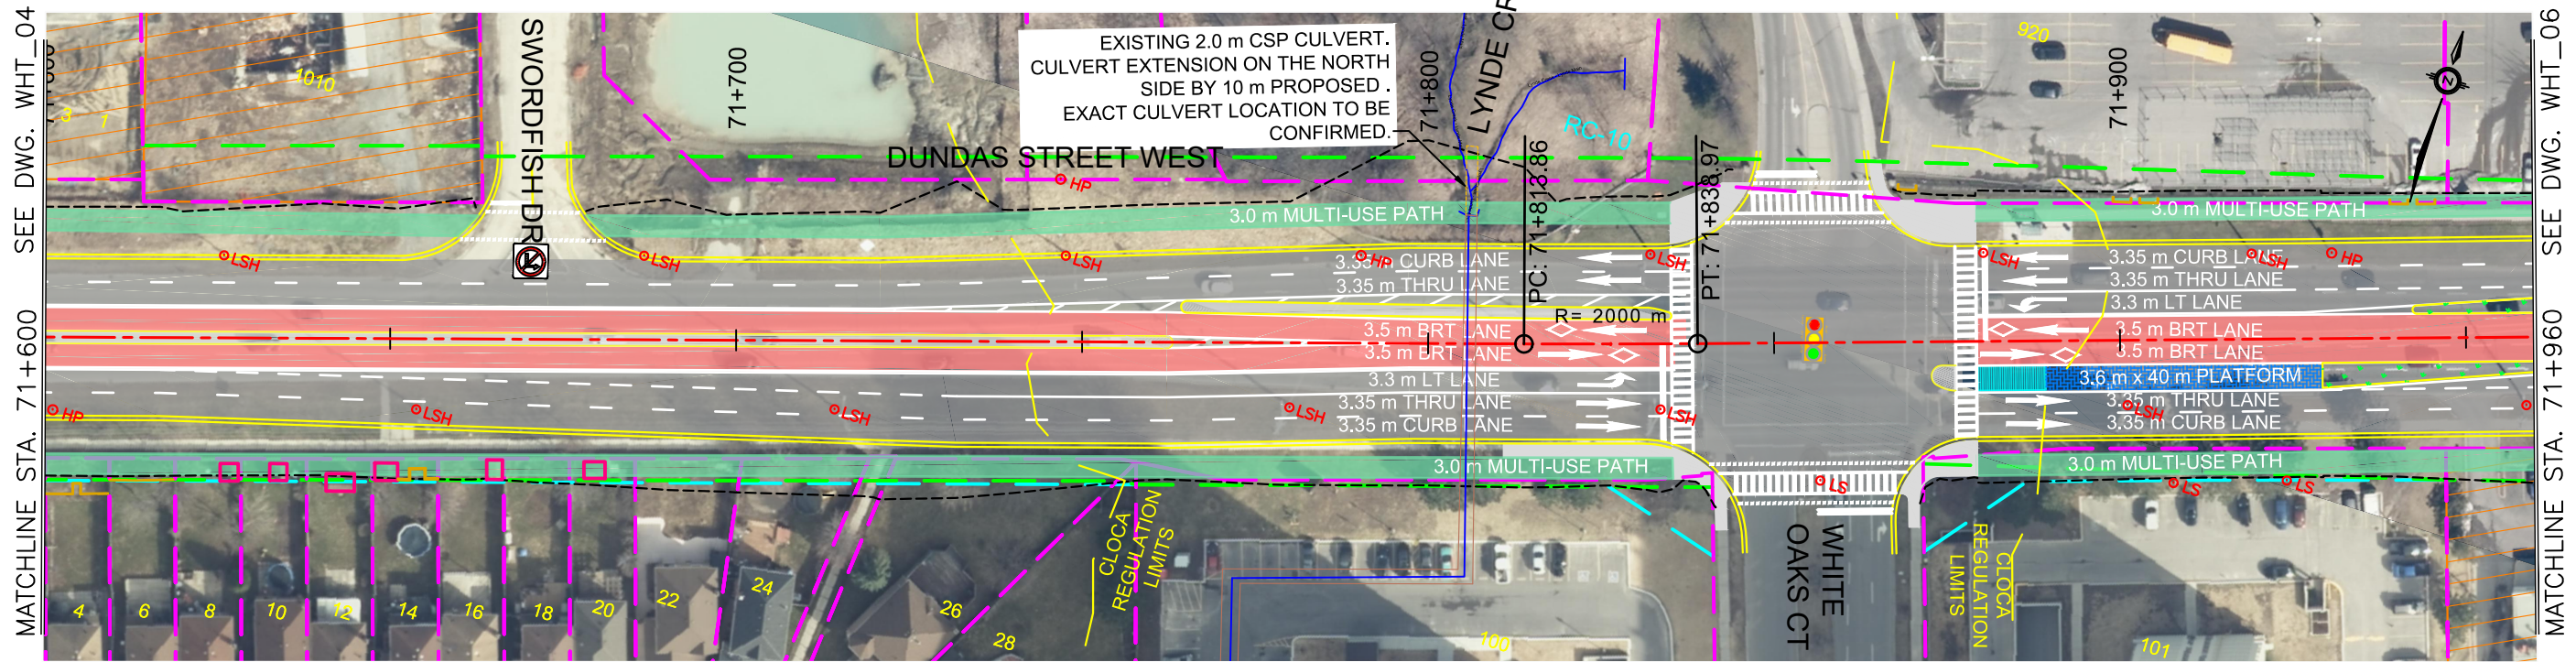 MATCHLINE STA. 71+600 SEE DWG. WHT_04
3
1
1010
SWORDFISH DR
71+700
EXISTING 2.0 m CSP CULVERT.
CULVERT EXTENSION ON THE NORTH
SIDE BY 10 m PROPOSED .
EXACT CULVERT LOCATION TO BE
CONFIRMED.
71+800
LYNDE CR
RC-10
920
71+900
DUNDAS STREET WEST
HP
PC: 71+813.86
PT: 71+838.97
3.0 m MULTI-USE PATH
3.0 m MULTI-USE PATH
LSH
LSH
LSH
HP
LSH
LSH
LSH
HP
3.35 m CURB LANE
3.35 m THRU LANE
3.35 m CURB LANE
3.35 m THRU LANE
3.3 m LT LANE
R= 2000 m
3.5 m BRT LANE
3.5 m BRT LANE
3.5 m BRT LANE
3.5 m BRT LANE
3.3 m LT LANE
3.35 m THRU LANE
3.35 m CURB LANE
3.6 m x 40 m PLATFORM
3.35 m THRU LANE
3.35 m CURB LANE
HP
LSH
LSH
LSH
LSH
LSH
3.0 m MULTI-USE PATH
3.0 m MULTI-USE PATH
LS
LS
LS
CLOCA
REGULATION
LIMITS
WHITE
OAKS CT
CLOCA
REGULATION
LIMITS
4
6
8
10
12
14
16
18
20
22
24
26
28
100
101
MATCHLINE STA. 71+960 SEE DWG. WHT_06